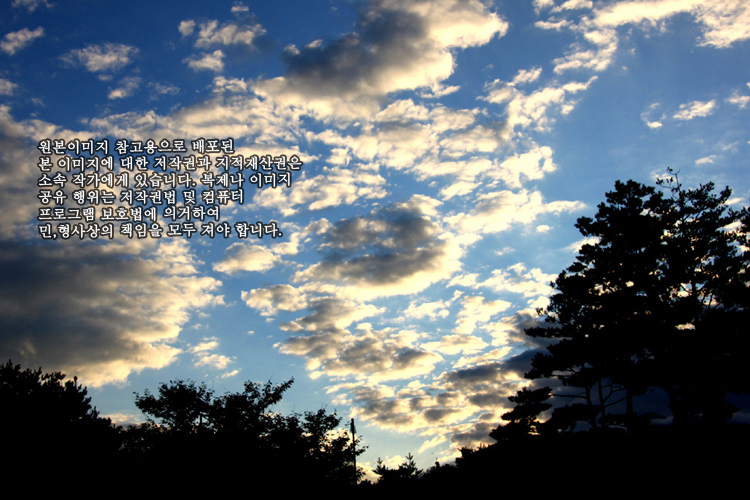 원본이미지 참고용으로 배포된
본 이미지에 대한 저작권과 지적재산권은
소속 작가에게 있습니다. 복제나 이미지
공유 행위는 저작권법 및 컴퓨터
프로그램 보호법에 의거하여
민,형사상의 책임을 모두 져야 합니다.